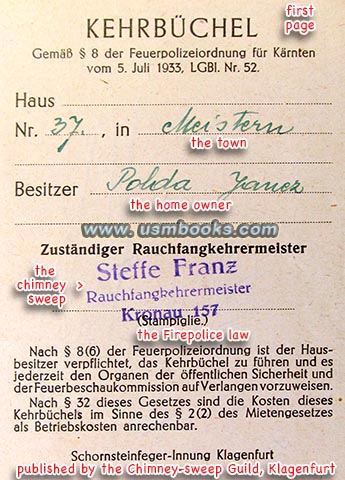 KEHRBÜCHEL
first
page
Gemäß § 8 der Feuerpolizeiordnung für Kärnten
vom 5. Juli 1933, LGBl. Nr. 52.
Haus
Nr. 37., in Meistern
the town
Besitzer Polda Janez
the home owner
www.usmbooks.com
Zuständiger Rauchfangkehrermeister
the
chimney >
sweep
Steffe Franz
Rauchfangkehrermeister
Kronau 157
(Stampiglie.)
the Firepolice law
Nach § 8(6) der Feuerpolizeiordnung ist der Haus-
besitzer verpflichtet, das Kehrbüchel zu führen und es
jederzeit den Organen der öffentlichen Sicherheit und
der Feuerbeschaukommission auf Verlangen vorzuweisen.
Nach § 32 dieses Gesetzes sind die Kosten dieses
Kehrbüchels im Sinne des § 2(2) des Mietengesetzes
als Betriebskosten anrechenbar.
Schornsteinfeger-Innung Klagenfurt
published by the Chimney-sweep Guild, Klagenfurt